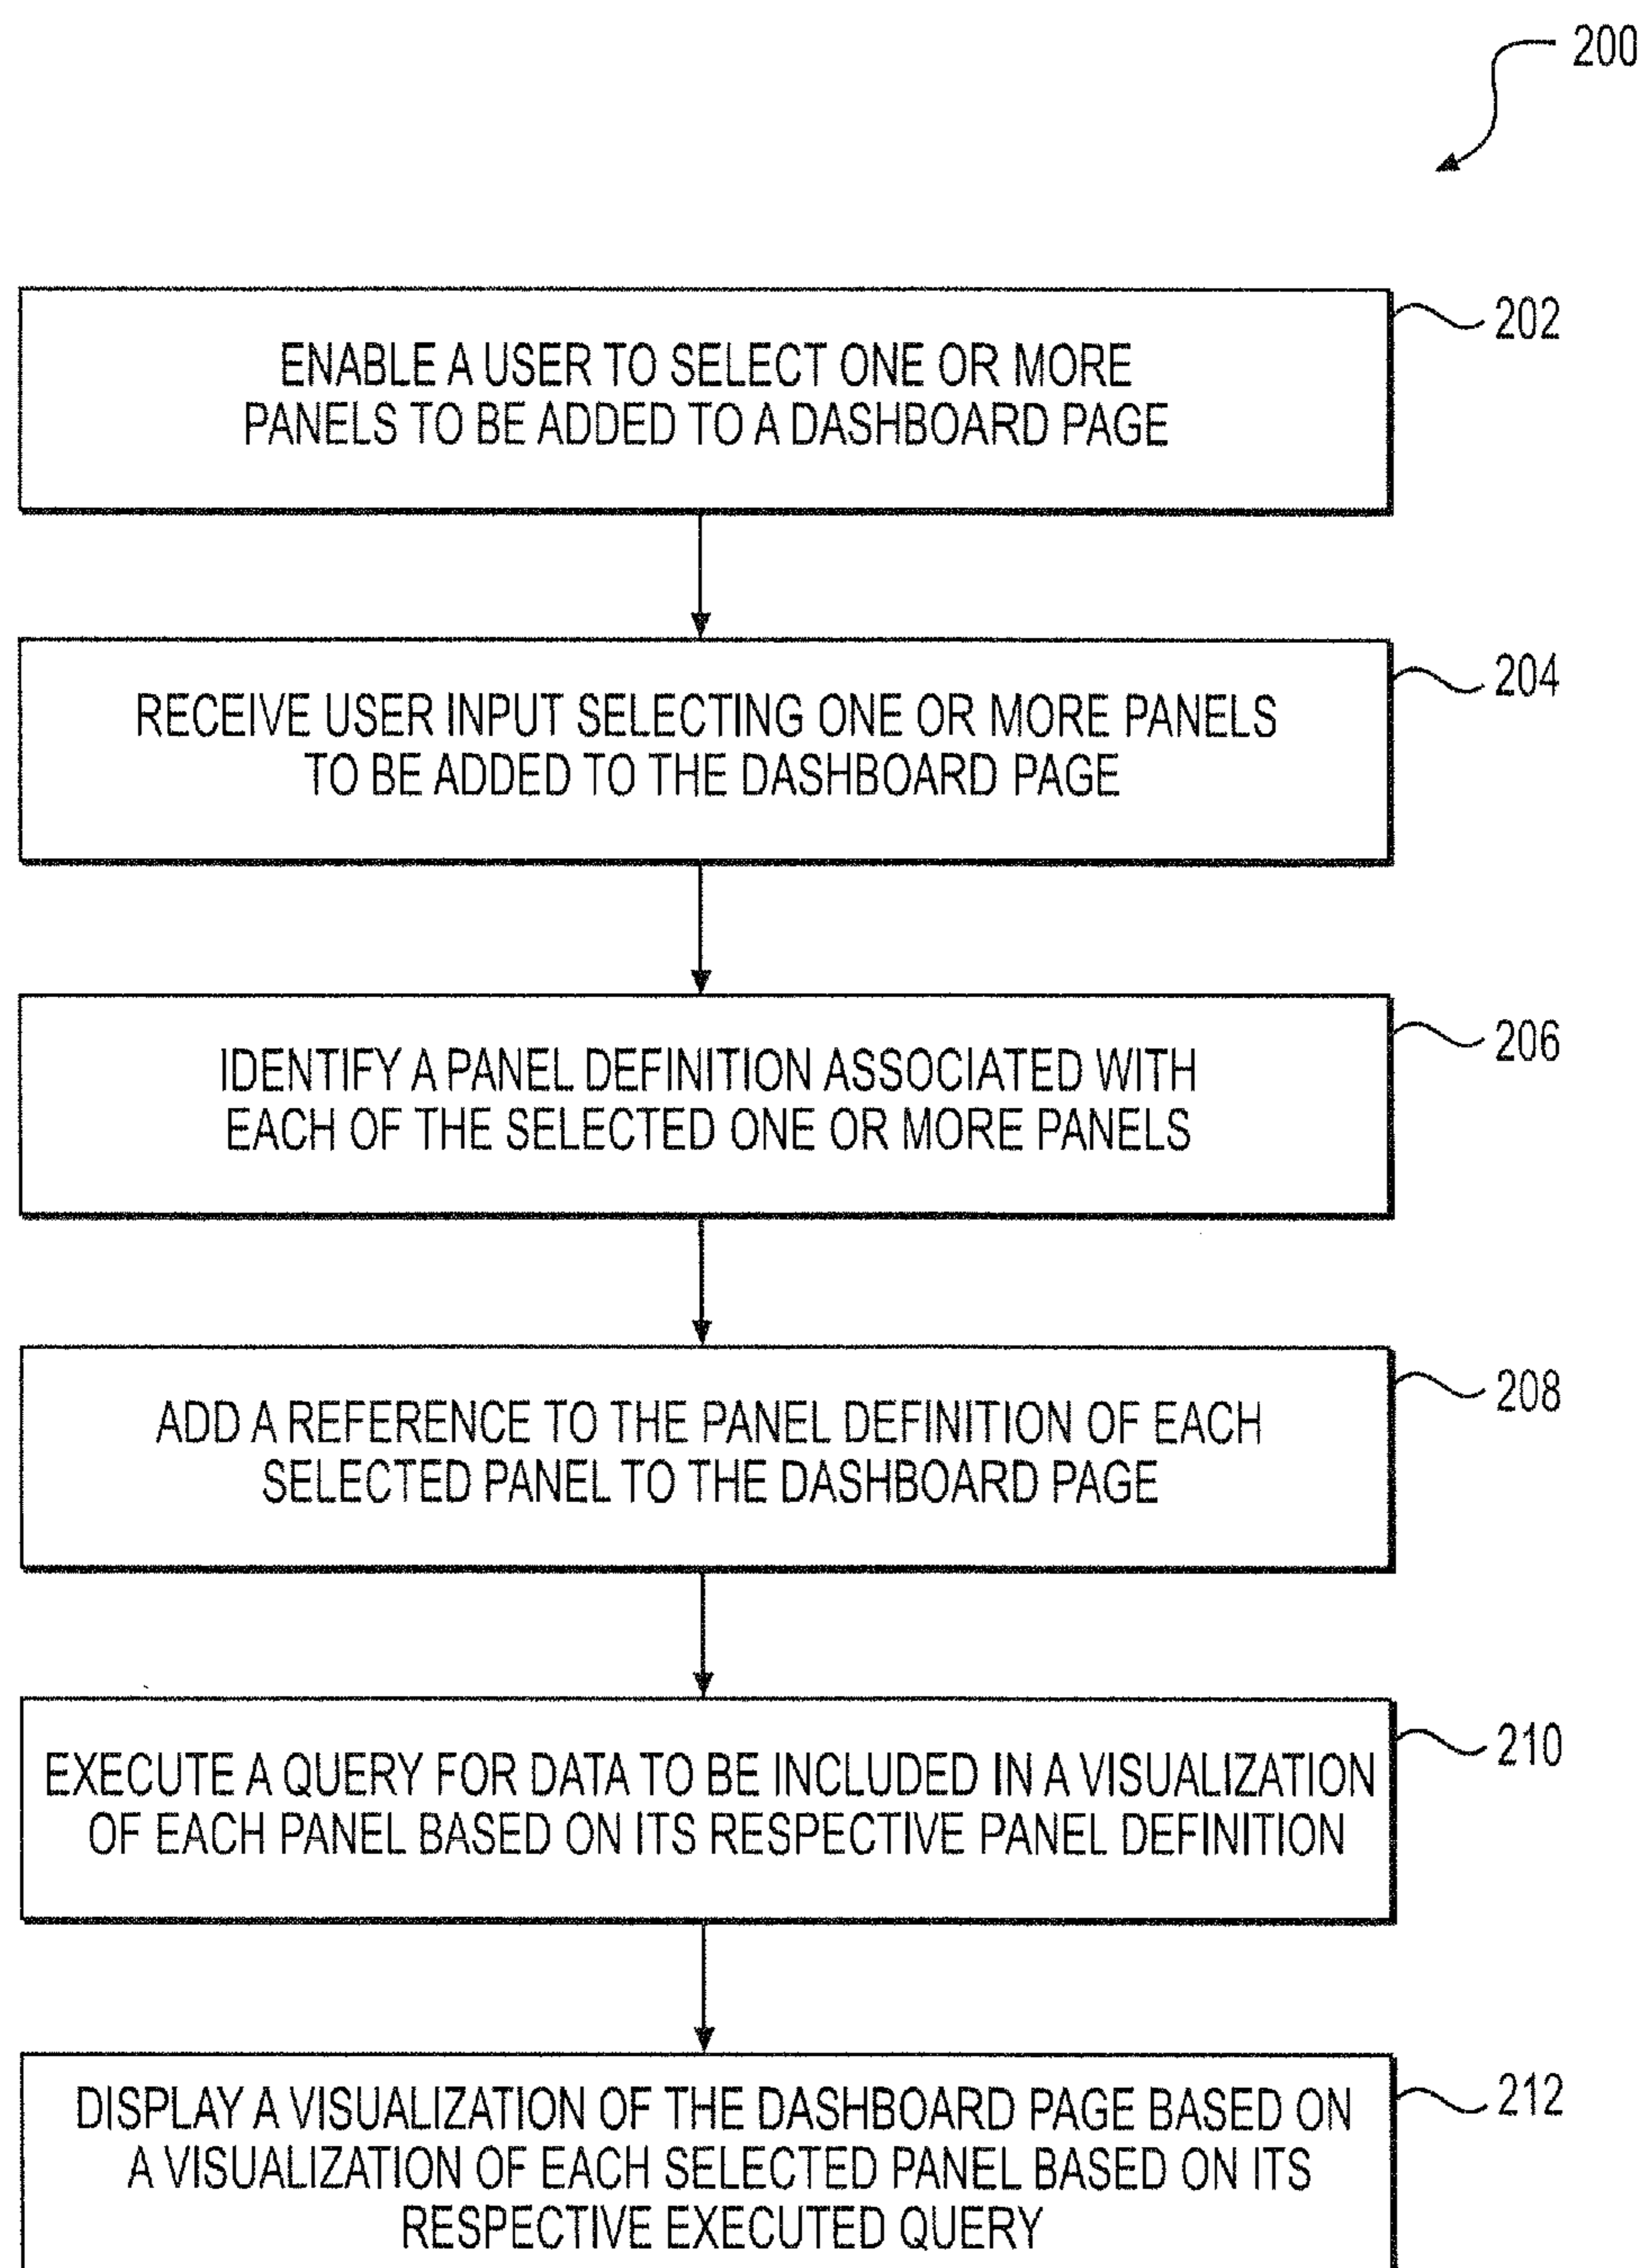 200
202
ENABLE A USER TO SELECT ONE OR MORE
PANELS TO BE ADDED TO A DASHBOARD PAGE
204
RECEIVE USER INPUT SELECTING ONE OR MORE PANELS
TO BE ADDED TO THE DASHBOARD PAGE
206
IDENTIFY A PANEL DEFINITION ASSOCIATED WITH
EACH OF THE SELECTED ONE OR MORE PANELS
208
ADD A REFERENCE TO THE PANEL DEFINITION OF EACH
SELECTED PANEL TO THE DASHBOARD PAGE
210
EXECUTE A QUERY FOR DATA TO BE INCLUDED IN A VISUALIZATION
OF EACH PANEL BASED ON ITS RESPECTIVE PANEL DEFINITION
212
DISPLAY A VISUALIZATION OF THE DASHBOARD PAGE BASED ON
A VISUALIZATION OF EACH SELECTED PANEL BASED ON ITS
RESPECTIVE EXECUTED QUERY